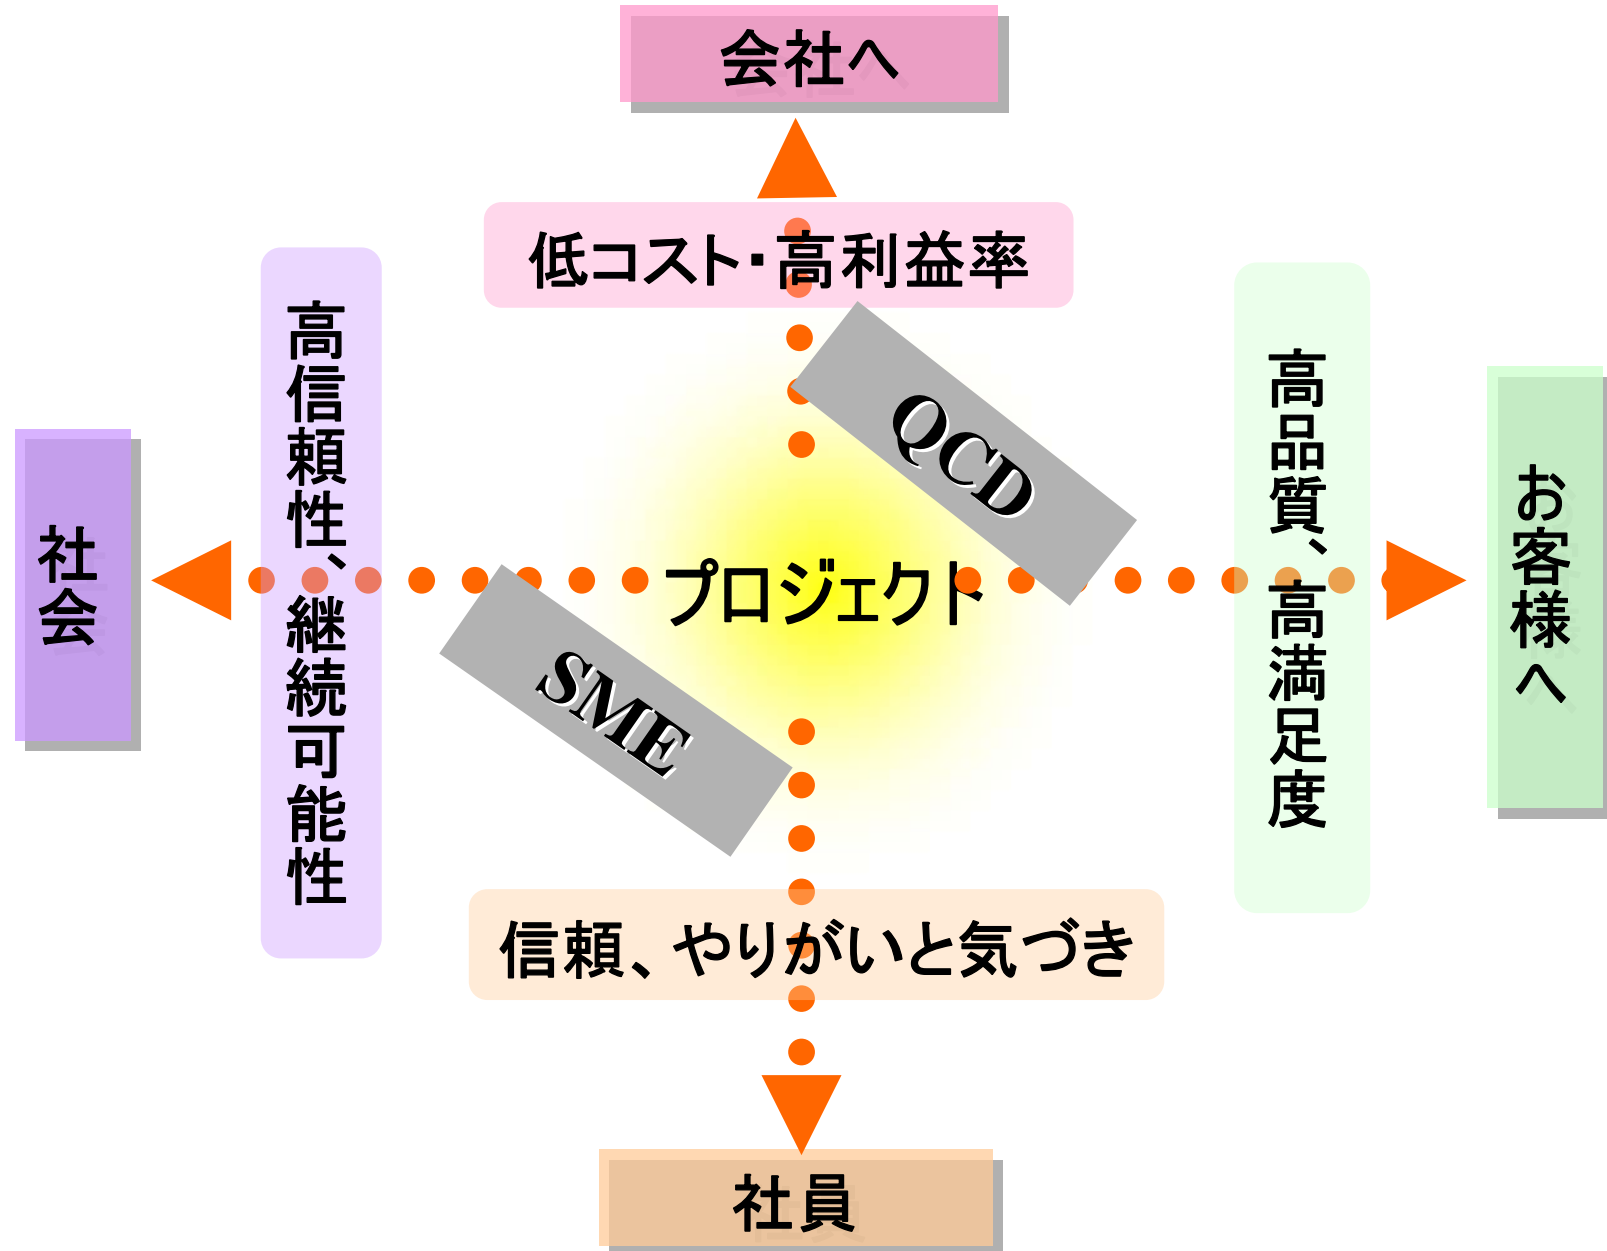 会社へ
低コスト・高利益率
高信頼性、継続可能性
高品質、高満足度
QCD
社会
お客様へ
プロジェクト
SME
信頼、やりがいと気づき
社員